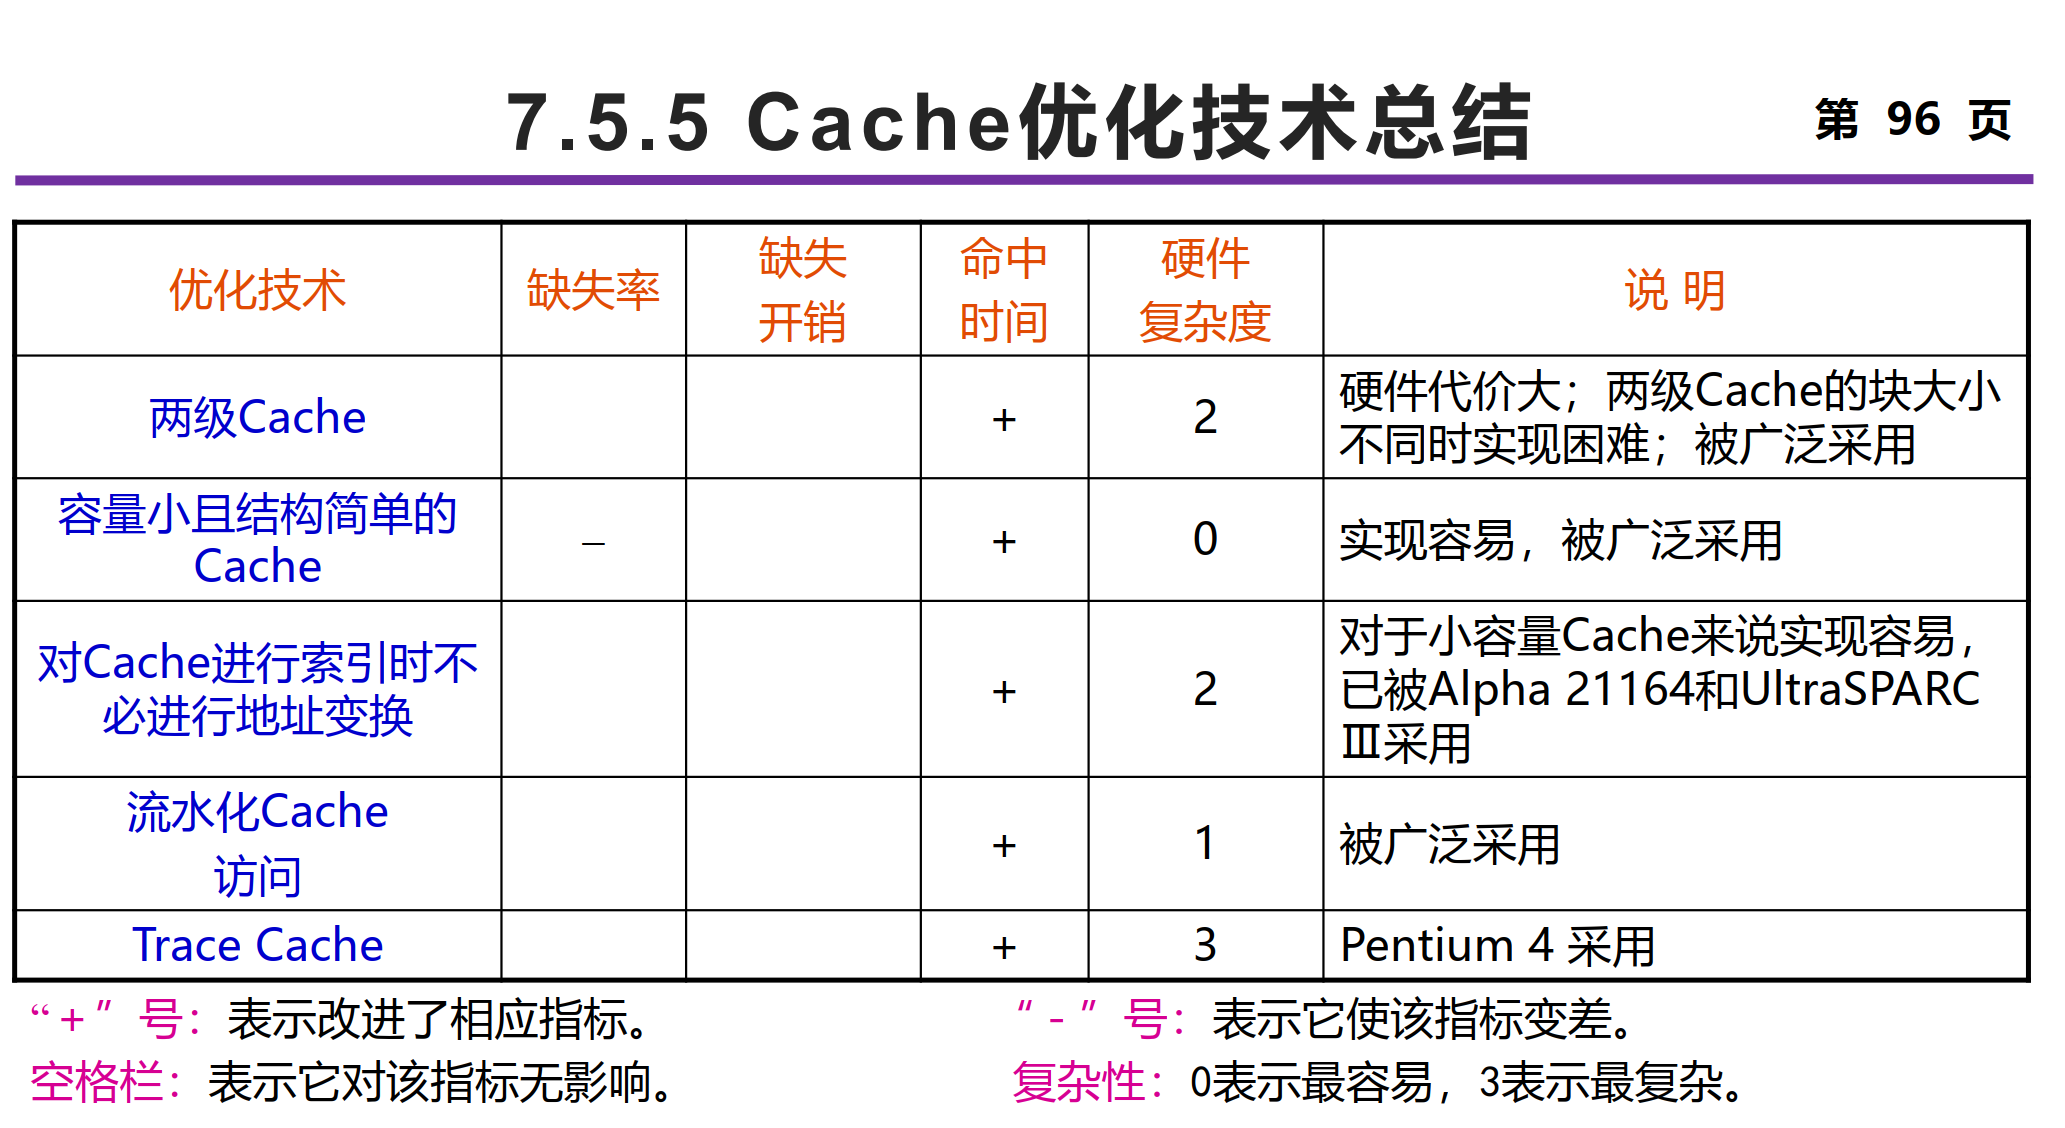 7.5.5 Cache优化技术总结
第 96 页
优化技术
缺失率
缺失
开销
命中
时间
硬件
复杂度
说 明
两级Cache
+
2
硬件代价大；两级Cache的块大小
不同时实现困难；被广泛采用
容量小且结构简单的
Cache
–
+
0
实现容易，被广泛采用
对Cache进行索引时不
必进行地址变换
+
2
对于小容量Cache来说实现容易，
已被Alpha 21164和UltraSPARC
Ⅲ采用
流水化Cache
访问
+
1
被广泛采用
Trace Cache
+
3
Pentium 4 采用
“+”号：表示改进了相应指标。
“-”号：表示它使该指标变差。
空格栏：表示它对该指标无影响。
复杂性：0表示最容易，3表示最复杂。